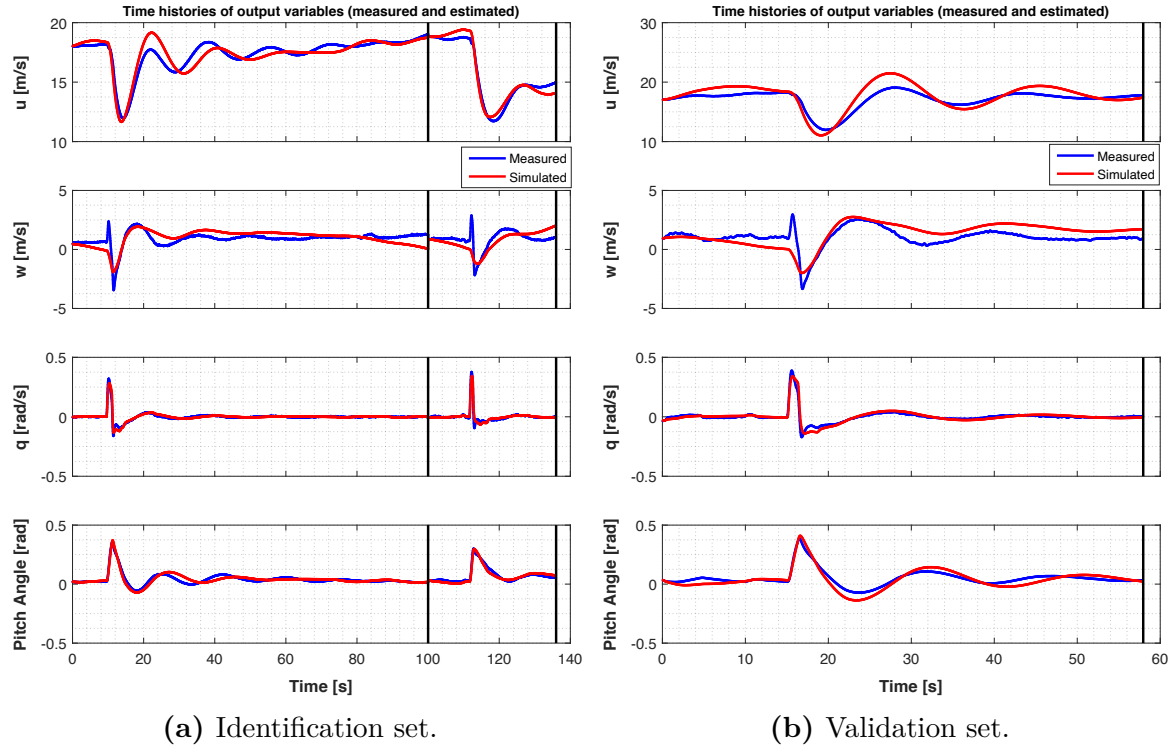 Time histories of output variables (measured and estimated)
20
15
10
u [m/s]
Measured
Simulated
5
0
-5
w [m/s]
0.5
0
-0.5
q [rad/s]
0.5
0
-0.5
Pitch Angle [rad]
0 20 40 60 80 100 120 140
Time [s]
(a) Identification set.
Time histories of output variables (measured and estimated)
30
20
10
u [m/s]
Measured
Simulated
5
0
-5
w [m/s]
0.5
0
-0.5
q [rad/s]
0.5
0
-0.5
Pitch Angle [rad]
0 10 20 30 40 50 60
Time [s]
(b) Validation set.